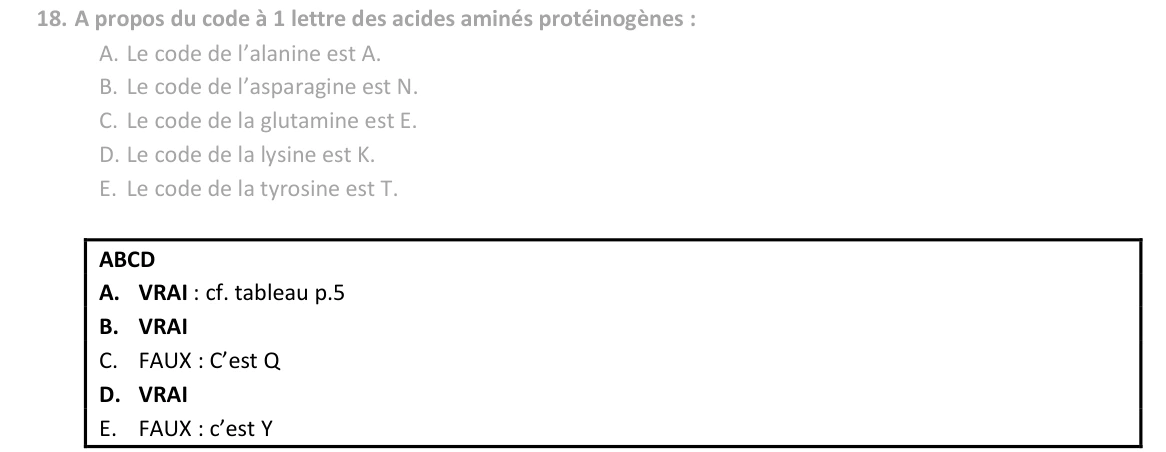 18. A propos du code à 1 lettre des acides aminés protéinogènes :
A. Le code de l’alanine est A.
B. Le code de l’asparagine est N.
C. Le code de la glutamine est E.
D. Le code de la lysine est K.
E. Le code de la tyrosine est T.
ABCD
A. VRAI : cf. tableau p.5
B. VRAI
C. FAUX : C’est Q
D. VRAI
E. FAUX : c’est Y